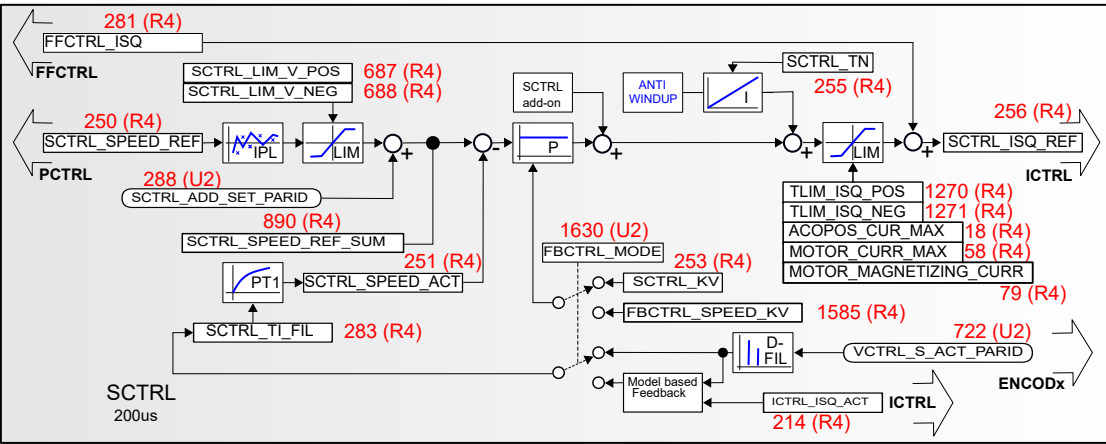 281 (R4)
FFCTRL_ISQ
FFCTRL
SCTRL_LIM_V_POS 687 (R4)
SCTRL_LIM_V_NEG 688 (R4)
250 (R4)
SCTRL_SPEED_REF
PCTRL
IPL
LIM
+
288 (U2)
SCTRL_ADD_SET_PARID
890 (R4)
SCTRL_SPEED_REF_SUM
251 (R4)
PT1
SCTRL_SPEED_ACT
SCTRL_TI_FIL 283 (R4)
SCTRL
200us
-
P
SCTRL
add-on
+
ANTI
WINDUP
I
SCTRL_TN
255 (R4)
+
LIM
+
256 (R4)
SCTRL_ISQ_REF
ICTRL
TLIM_ISQ_POS 1270 (R4)
TLIM_ISQ_NEG 1271 (R4)
ACOPOS_CUR_MAX 18 (R4)
MOTOR_CURR_MAX 58 (R4)
MOTOR_MAGNETIZING_CURR
79 (R4)
1630 (U2)
FBCTRL_MODE
253 (R4)
SCTRL_KV
FBCTRL_SPEED_KV 1585 (R4)
D-
FIL
722 (U2)
VCTRL_S_ACT_PARID
ENCODx
Model based
Feedback
ICTRL_ISQ_ACT
ICTRL
214 (R4)